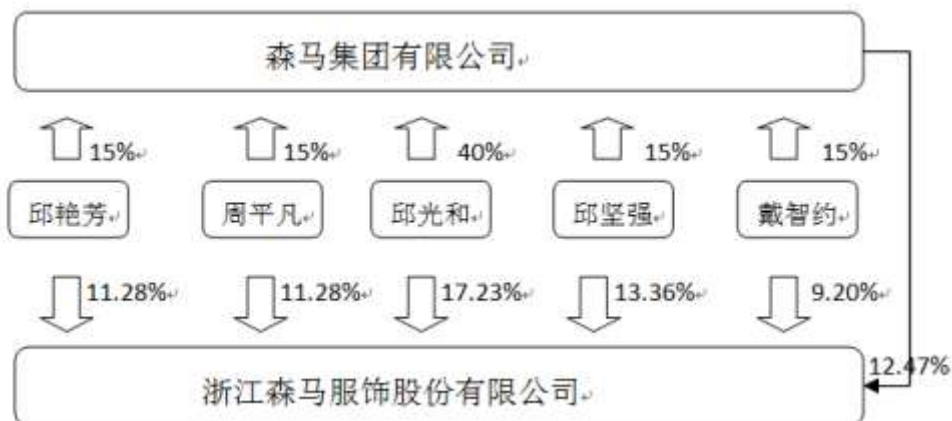 森马集团有限公司
15% 15% 40% 15% 15%
邱艳芳 周平凡 邱光和 邱坚强 戴智约
11.28% 11.28% 17.23% 13.36% 9.20%
12.47%
浙江森马服饰股份有限公司